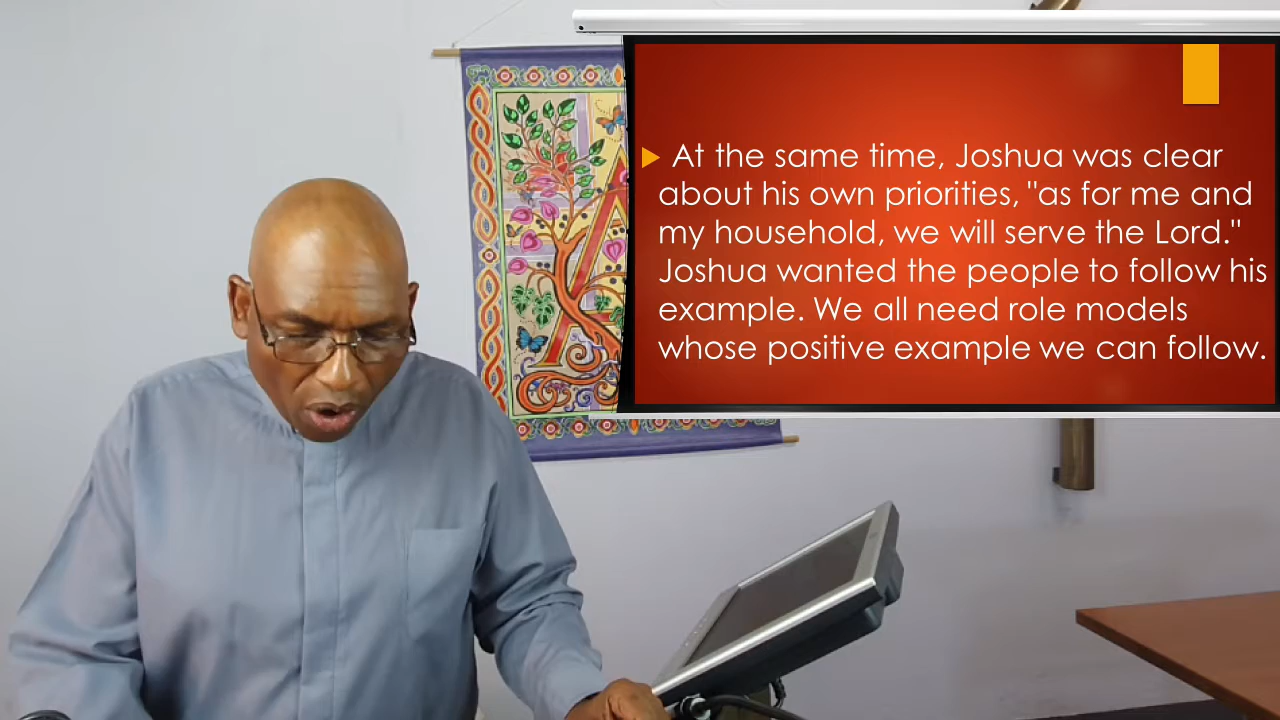 At the same time, Joshua was clear
about his own priorities, "as for me and
my household, we will serve the Lord."
Joshua wanted the people to follow his
example. We all need role models
whose positive example we can follow.